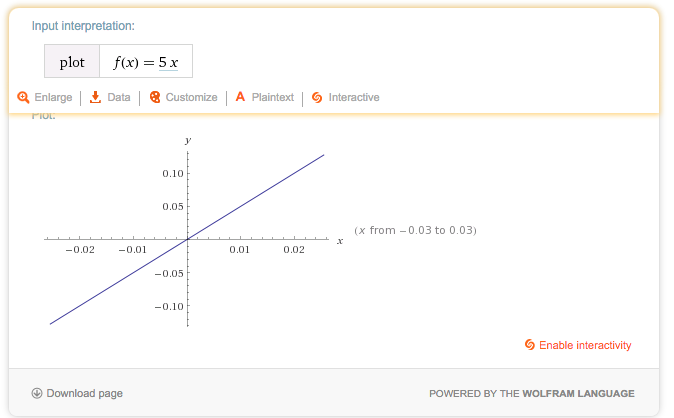 Input interpretation:
plot f(x) = 5 x
Enlarge Data Customize A Plaintext Interactive
Plot:
y
0.10
0.05
(x from −0.03 to 0.03)
x
−0.02 −0.01 0.01 0.02
−0.05
−0.10
Enable interactivity
Download page POWERED BY THE WOLFRAM LANGUAGE